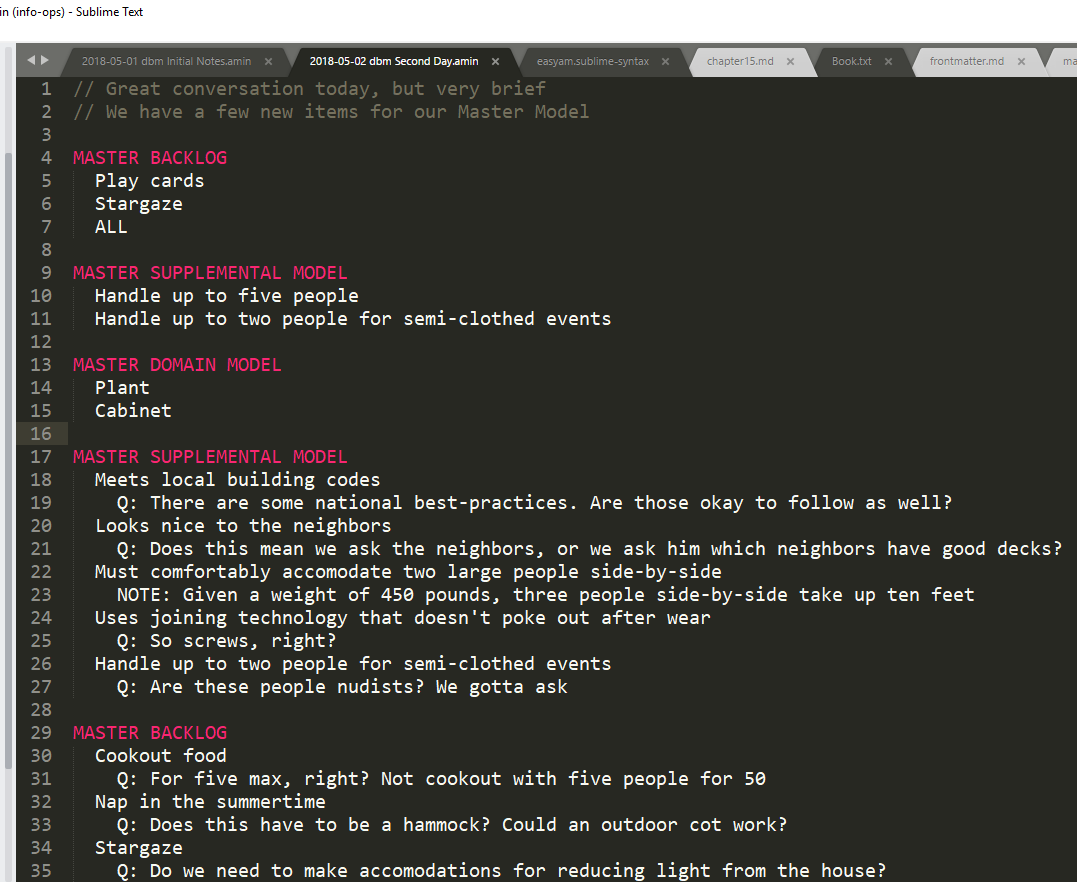 in (info-ops) - Sublime Text
2018-05-01 dbm Initial Notes.amin × 2018-05-02 dbm Second Day.amin × easyam.sublime-syntax × chapter15.md × Book.txt × frontmatter.md × ma
1 // Great conversation today, but very brief
2 // We have a few new items for our Master Model
3
4 MASTER BACKLOG
5 Play cards
6 Stargaze
7 ALL
8
9 MASTER SUPPLEMENTAL MODEL
10 Handle up to five people
11 Handle up to two people for semi-clothed events
12
13 MASTER DOMAIN MODEL
14 Plant
15 Cabinet
16
17 MASTER SUPPLEMENTAL MODEL
18 Meets local building codes
19 Q: There are some national best-practices. Are those okay to follow as well?
20 Looks nice to the neighbors
21 Q: Does this mean we ask the neighbors, or we ask him which neighbors have good decks?
22 Must comfortably accomodate two large people side-by-side
23 NOTE: Given a weight of 450 pounds, three people side-by-side take up ten feet
24 Uses joining technology that doesn't poke out after wear
25 Q: So screws, right?
26 Handle up to two people for semi-clothed events
27 Q: Are these people nudists? We gotta ask
28
29 MASTER BACKLOG
30 Cookout food
31 Q: For five max, right? Not cookout with five people for 50
32 Nap in the summertime
33 Q: Does this have to be a hammock? Could an outdoor cot work?
34 Stargaze
35 Q: Do we need to make accomodations for reducing light from the house?